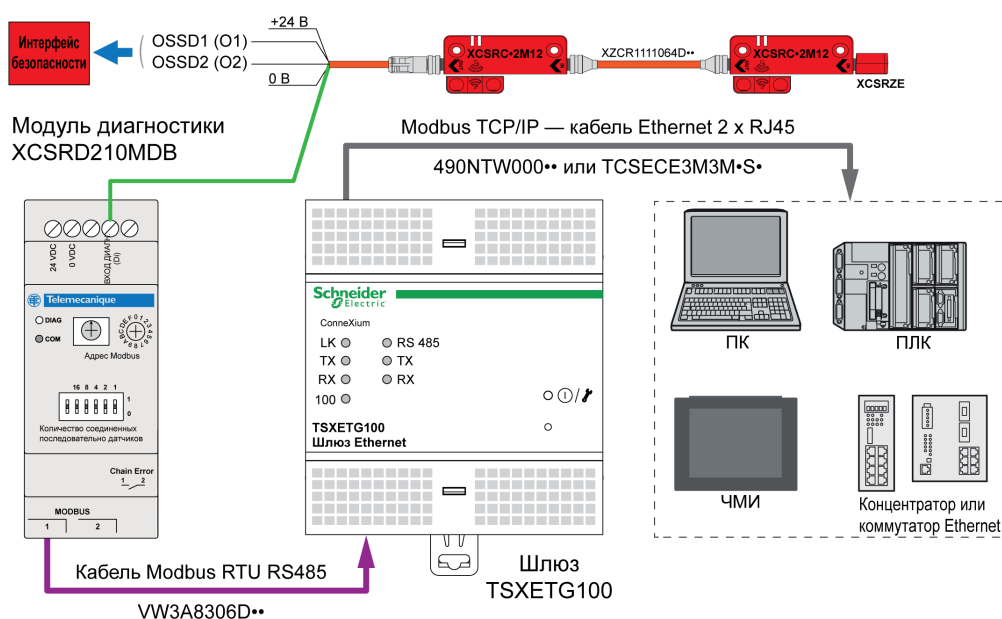 Интерфейс
безопасности
OSSD1 (O1)
OSSD2 (O2)
+24 В
0 В
XCSRC•2M12
XZCR1111064D••
XCSRC•2M12
XCSRZE
Модуль диагностики
XCSRD210MDB
Modbus TCP/IP — кабель Ethernet 2 x RJ45
490NTW000•• или TCSECE3M3M•S•
24 VDC
0 VDC
ВХОД ДИАГН.
(DI)
Telemecanique
DIAG
COM
Адрес Modbus
16 8 4 2 1
1
0
Количество соединенных
последовательно датчиков
Chain Error
1 2
MODBUS
1 2
Schneider
Electric
ConneXium
LK RS 485
TX TX
RX RX
100
TSXETG100
Шлюз Ethernet
ПК
ПЛК
ЧМИ
Концентратор или
коммутатор Ethernet
Шлюз
TSXETG100
Кабель Modbus RTU RS485
VW3A8306D••